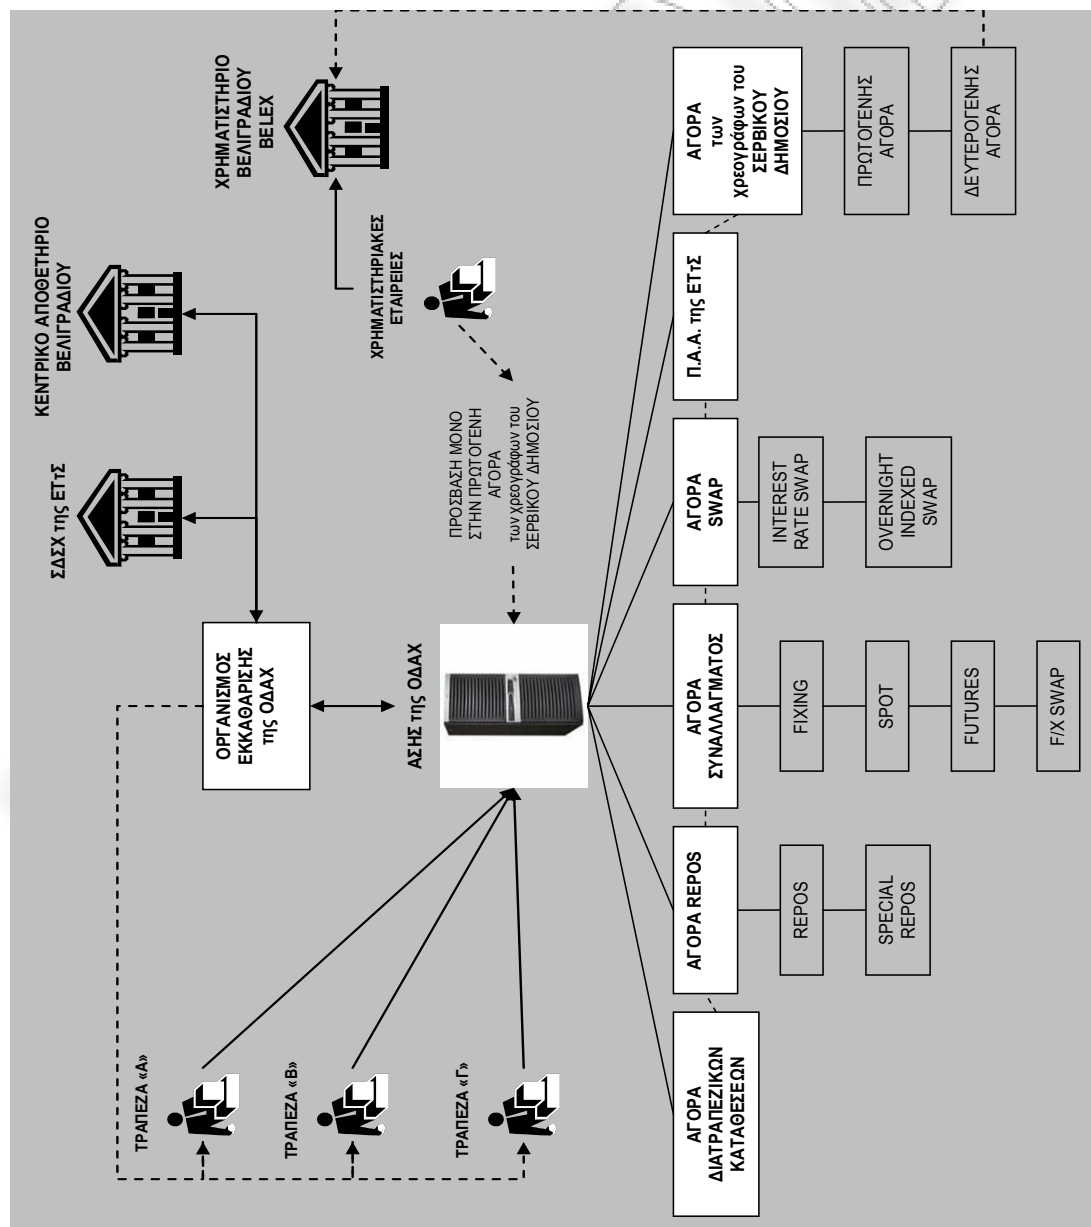 ΤΡΑΠΕΖΑ «Α»
ΤΡΑΠΕΖΑ «Β»
ΤΡΑΠΕΖΑ «Γ»
ΟΡΓΑΝΙΣΜΟΣ
ΕΚΚΑΘΑΡΙΣΗΣ
της ΟΔΑΧ
ΣΔΣΧ της ΕΤτΣ
ΚΕΝΤΡΙΚΟ ΑΠΟΘΕΤΗΡΙΟ
ΒΕΛΙΓΡΑΔΙΟΥ
ΧΡΗΜΑΤΙΣΤΗΡΙΟ
ΒΕΛΙΓΡΑΔΙΟΥ
BELEX
ΧΡΗΜΑΤΙΣΤΗΡΙΑΚΕΣ
ΕΤΑΙΡΕΙΕΣ
ΑΣΗΣ της ΟΔΑΧ
ΠΡΟΣΒΑΣΗ ΜΟΝΟ
ΣΤΗΝ ΠΡΩΤΟΓΕΝΗ
ΑΓΟΡΑ
των χρεογράφων του
ΣΕΡΒΙΚΟΥ ΔΗΜΟΣΙΟΥ
ΑΓΟΡΑ
ΔΙΑΤΡΑΠΕΖΙΚΩΝ
ΚΑΤΑΘΕΣΕΩΝ
ΑΓΟΡΑ REPOS
REPOS
SPECIAL
REPOS
ΑΓΟΡΑ
ΣΥΝΑΛΛΑΓΜΑΤΟΣ
FIXING
SPOT
FUTURES
F/X SWAP
ΑΓΟΡΑ
SWAP
INTEREST
RATE SWAP
OVERNIGHT
INDEXED
SWAP
Π.Α.Α. της ΕΤτΣ
ΑΓΟΡΑ
των
χρεογράφων του
ΣΕΡΒΙΚΟΥ
ΔΗΜΟΣΙΟΥ
ΠΡΩΤΟΓΕΝΗΣ
ΑΓΟΡΑ
ΔΕΥΤΕΡΟΓΕΝΗΣ
ΑΓΟΡΑ